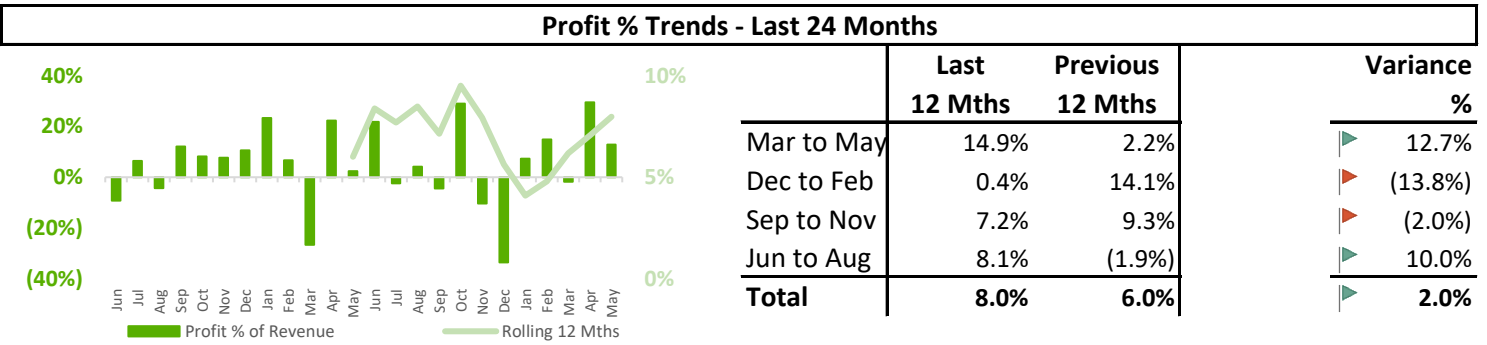 Profit % Trends - Last 24 Months
40%
20%
0%
(20%)
(40%)
10%
5%
0%
Jun Jul Aug Sep Oct Nov Dec Jan Feb Mar Apr May Jun Jul Aug Sep Oct Nov Dec Jan Feb Mar Apr May
Profit % of Revenue Rolling 12 Mths
Last Previous Variance
12 Mths 12 Mths %
Mar to May 14.9% 2.2% 12.7%
Dec to Feb 0.4% 14.1% (13.8%)
Sep to Nov 7.2% 9.3% (2.0%)
Jun to Aug 8.1% (1.9%) 10.0%
Total 8.0% 6.0% 2.0%